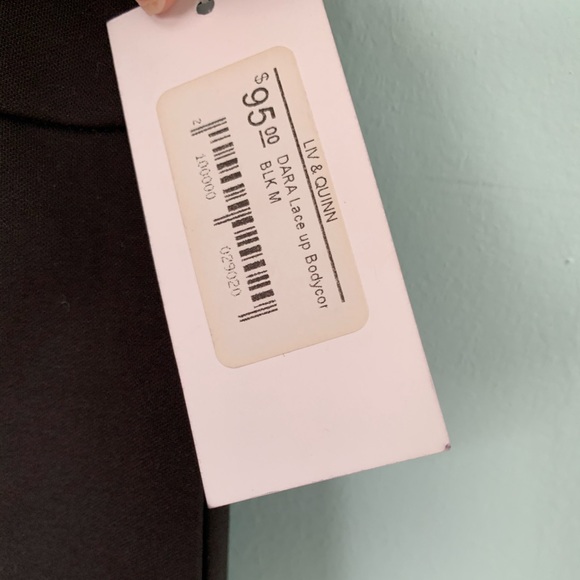 LIV & QUINN
DARA Lace up Bodycor
BLK M
$95.00
2 100000 029020